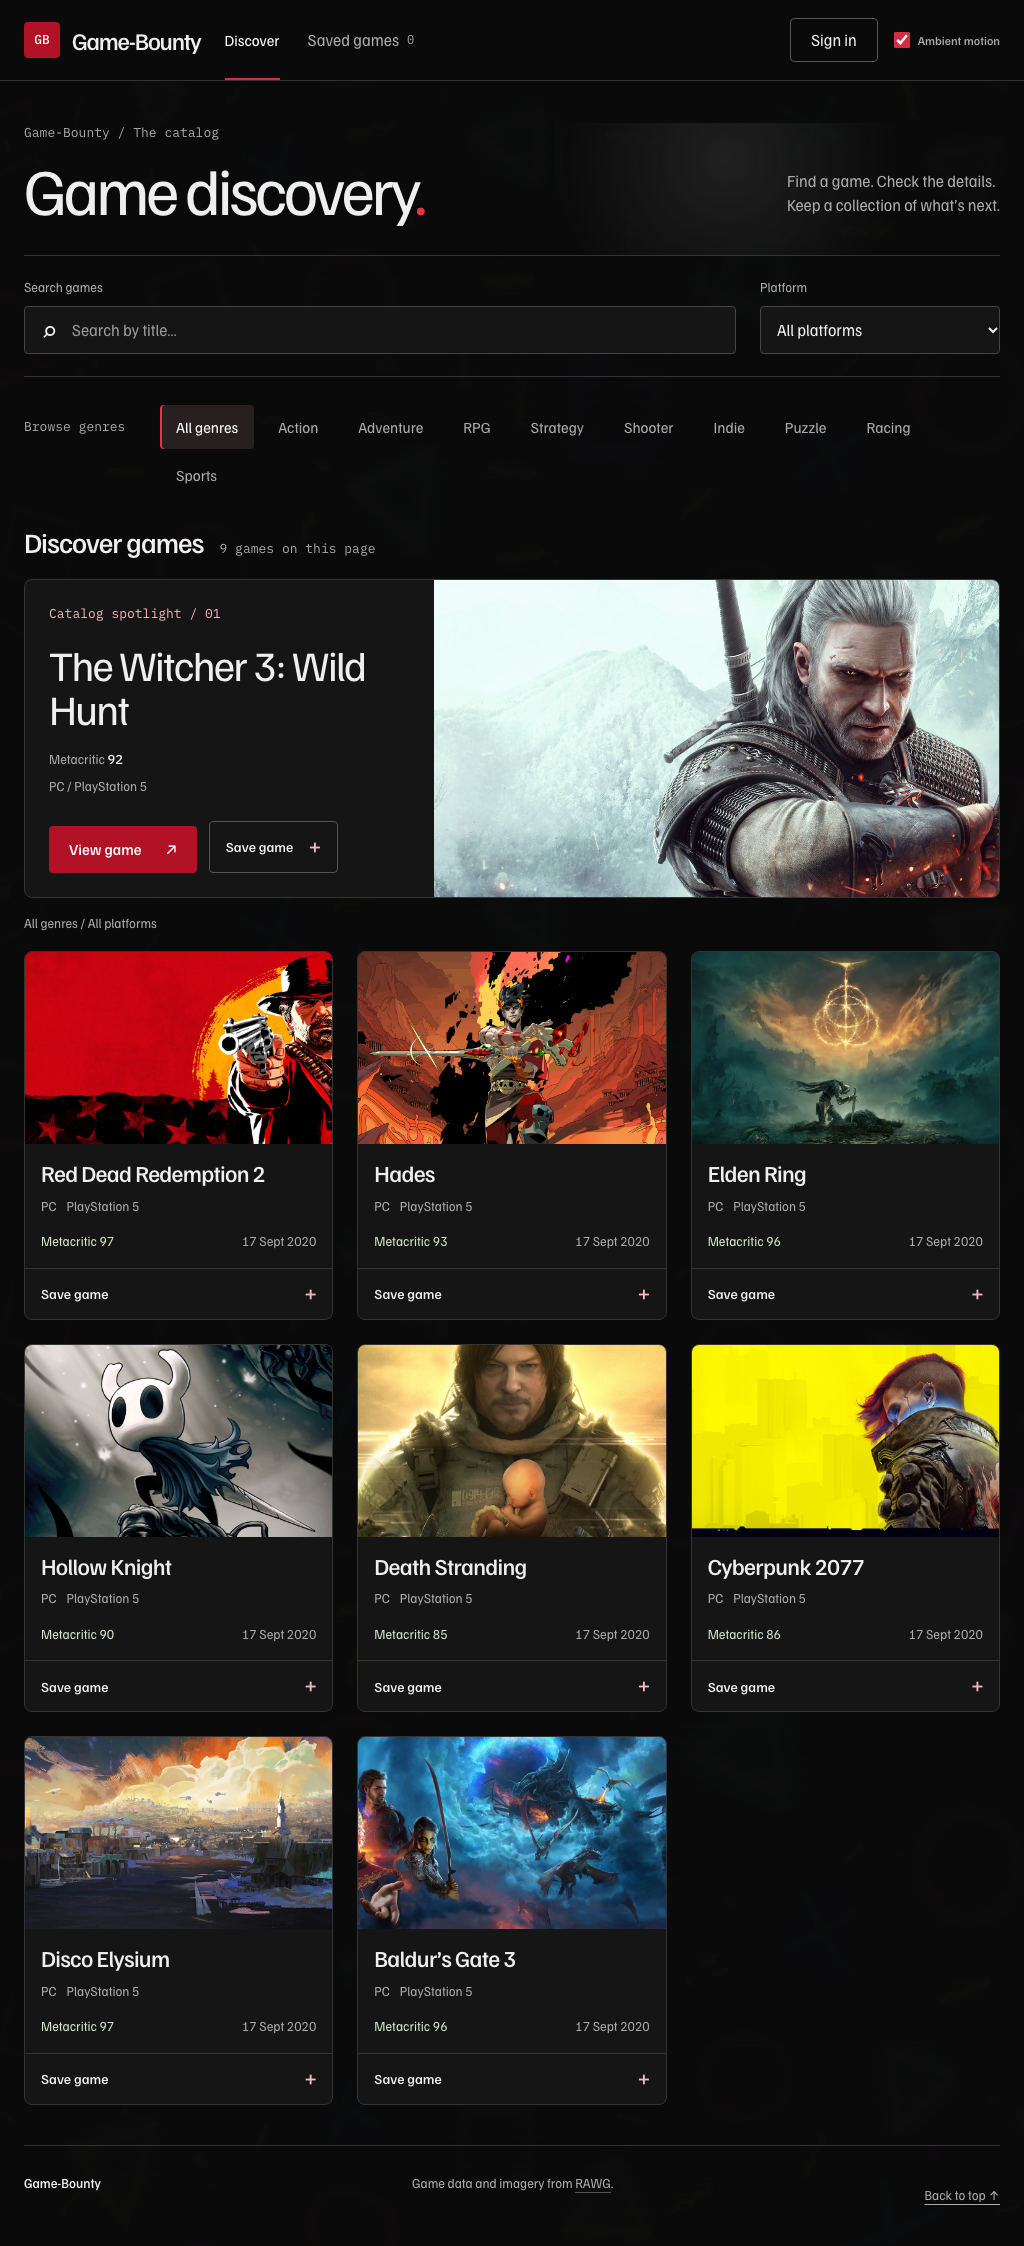 GB
Game-Bounty
Discover
Saved games 0
Sign in
Ambient motion
Game-Bounty / The catalog
Game discovery.
Find a game. Check the details.
Keep a collection of what's next.
Search games
Platform
Search by title...
All platforms
Browse genres
All genres
Action
Adventure
RPG
Strategy
Shooter
Indie
Puzzle
Racing
Sports
Discover games
9 games on this page
Catalog spotlight / 01
The Witcher 3: Wild
Hunt
Metacritic 92
PC / PlayStation 5
View game ↗
Save game +
All genres / All platforms
Red Dead Redemption 2
PC PlayStation 5
Metacritic 97
17 Sept 2020
Save game +
Hades
PC PlayStation 5
Metacritic 93
17 Sept 2020
Save game +
Elden Ring
PC PlayStation 5
Metacritic 96
17 Sept 2020
Save game +
Hollow Knight
PC PlayStation 5
Metacritic 90
17 Sept 2020
Save game +
Death Stranding
PC PlayStation 5
Metacritic 85
17 Sept 2020
Save game +
Cyberpunk 2077
PC PlayStation 5
Metacritic 86
17 Sept 2020
Save game +
Disco Elysium
PC PlayStation 5
Metacritic 97
17 Sept 2020
Save game +
Baldur's Gate 3
PC PlayStation 5
Metacritic 96
17 Sept 2020
Save game +
Game-Bounty
Game data and imagery from RAWG.
Back to top ↑